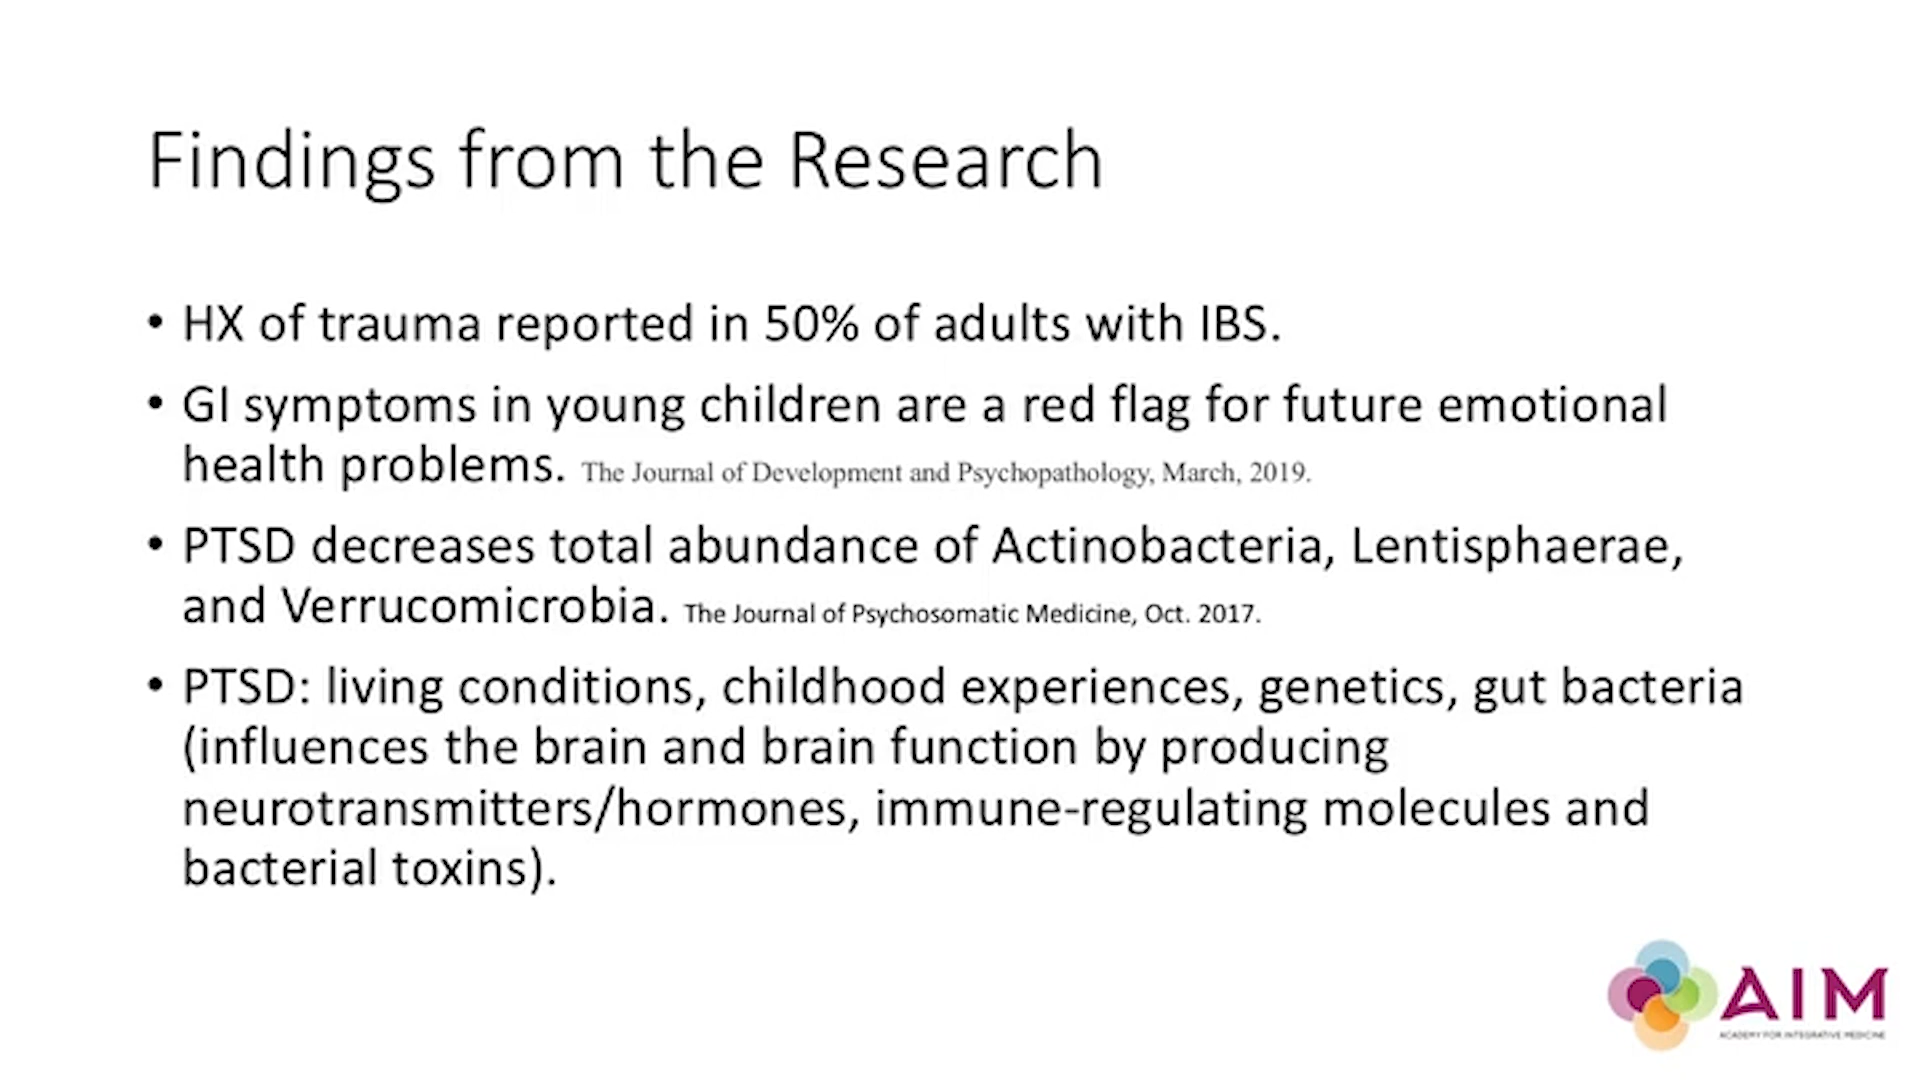 Findings from the Research
• HX of trauma reported in 50% of adults with IBS.
• GI symptoms in young children are a red flag for future emotional
health problems. The Journal of Development and Psychopathology, March, 2019.
• PTSD decreases total abundance of Actinobacteria, Lentisphaerae,
and Verrucomicrobia. The Journal of Psychosomatic Medicine, Oct. 2017.
• PTSD: living conditions, childhood experiences, genetics, gut bacteria
(influences the brain and brain function by producing
neurotransmitters/hormones, immune-regulating molecules and
bacterial toxins).
AIM
ACADEMY FOR INTEGRATIVE MEDICINE